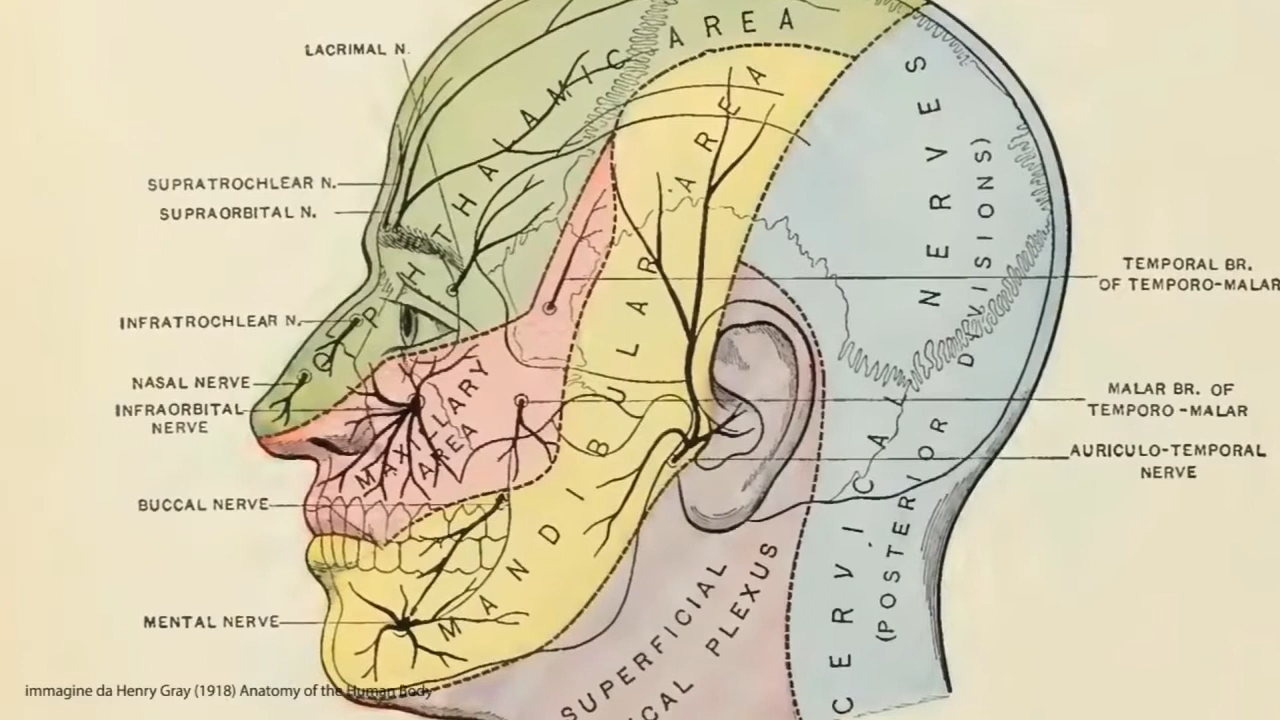 LACRIMAL N.
SUPRATROCHLEAR N.
SUPRAORBITAL N.
INFRATROCHLEAR N.
NASAL NERVE
INFRAORBITAL
NERVE
BUCCAL NERVE
MENTAL NERVE
OPHTHALAMIC AREA
MAXILLARY
AREA
MANDIBULAR AREA
SUPERFICIAL
ICAL PLEXUS
CERVICAL NERVES
(POSTERIOR DIVISIONS)
TEMPORAL BR.
OF TEMPORO-MALAR
MALAR BR. OF
TEMPORO-MALAR
AURICULO-TEMPORAL
NERVE
immagine da Henry Gray (1918) Anatomy of the Human Body